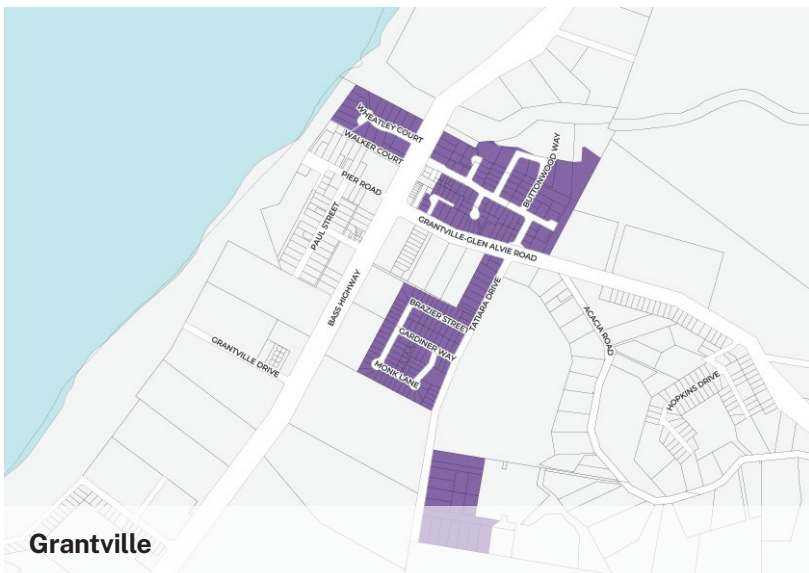 WHEATLEY COURT
WALKER COURT
PIER ROAD
PAUL STREET
BUTTONWOOD WAY
GRANTVILLE-GLEN ALVIE ROAD
BASS HIGHWAY
TATIARA DRIVE
BRAZIER STREET
GARDINER WAY
MONK LANE
GRANTVILLE DRIVE
ACACIA ROAD
HOPKINS DRIVE
Grantville